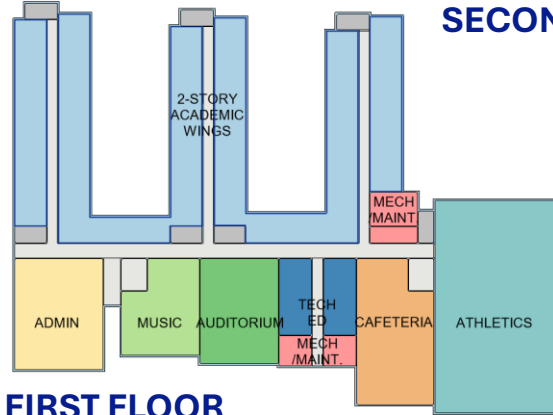 SECON
2-STORY
ACADEMIC
WINGS
MECH
/MAINT.
ADMIN
MUSIC
AUDITORIUM
TECH
ED
MECH
/MAINT.
CAFETERIA
ATHLETICS
FIRST FLOOR